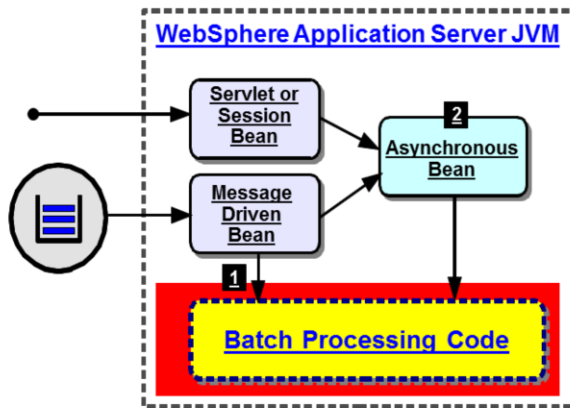 WebSphere Application Server JVM
Servlet or
Session
Bean
2
Asynchronous
Bean
Message
Driven
Bean
1
Batch Processing Code